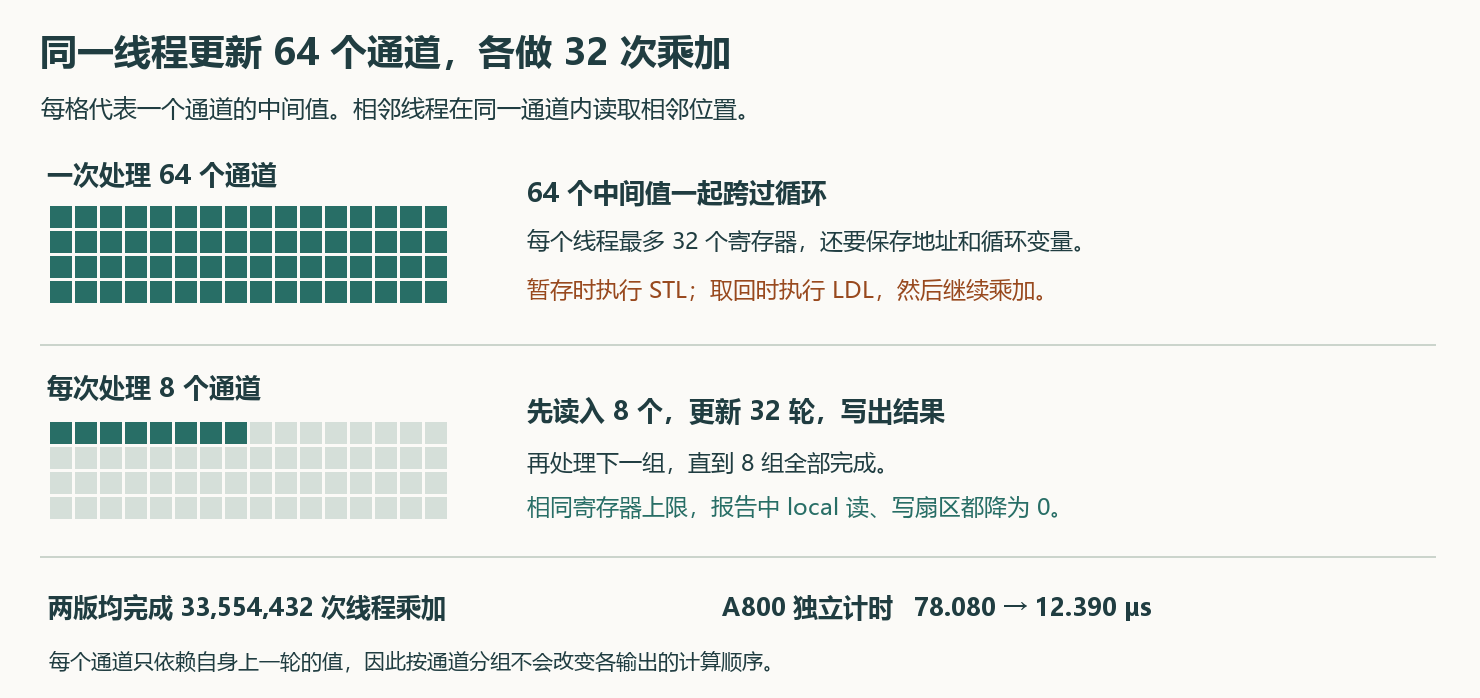 同一线程更新 64 个通道，各做 32 次乘加
每格代表一个通道的中间值。相邻线程在同一通道内读取相邻位置。
一次处理 64 个通道
64 个中间值一起跨过循环
每个线程最多 32 个寄存器，还要保存地址和循环变量。
暂存时执行 STL；取回时执行 LDL，然后继续乘加。
每次处理 8 个通道
先读入 8 个，更新 32 轮，写出结果
再处理下一组，直到 8 组全部完成。
相同寄存器上限，报告中 local 读、写扇区都降为 0。
两版均完成 33,554,432 次线程乘加
A800 独立计时 78.080 → 12.390 μs
每个通道只依赖自身上一轮的值，因此按通道分组不会改变各输出的计算顺序。